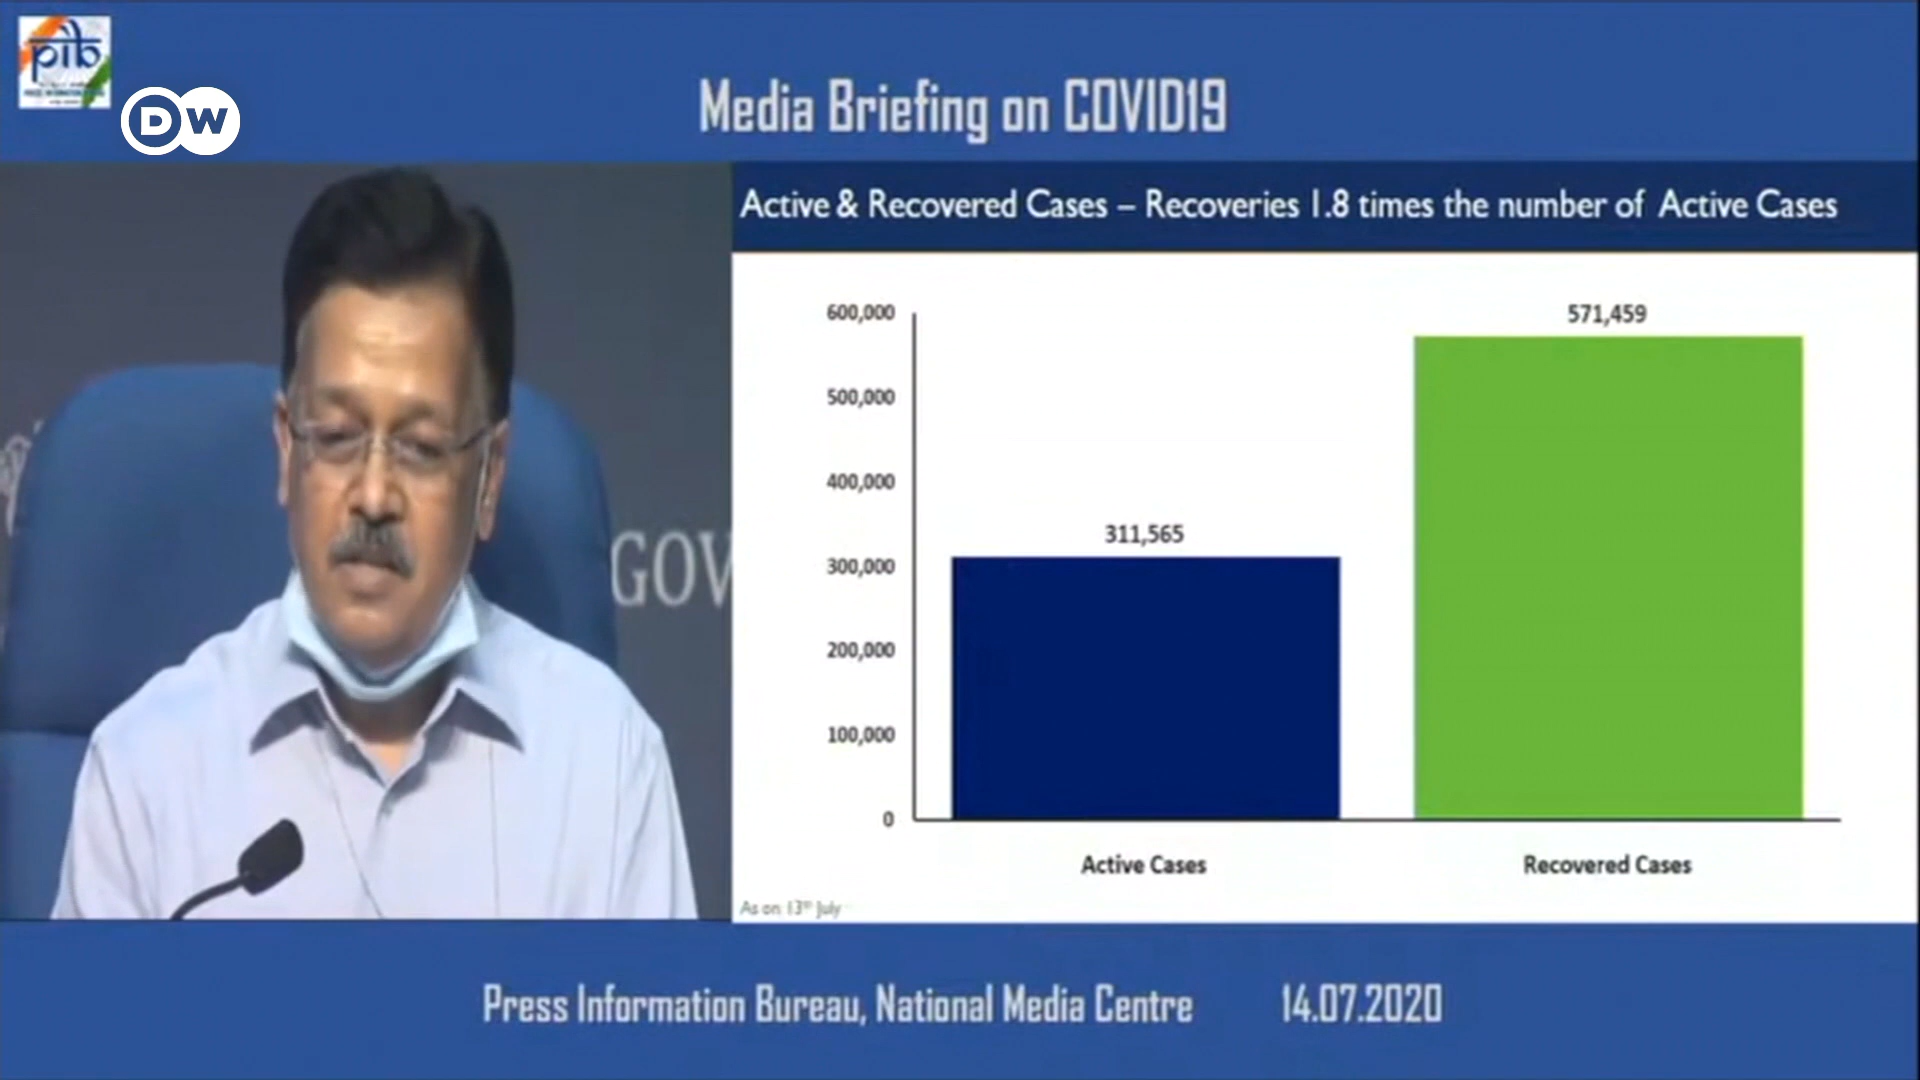 pib
DW
Media Briefing on COVID19
Active & Recovered Cases – Recoveries 1.8 times the number of Active Cases
600,000
500,000
400,000
300,000
200,000
100,000
0
571,459
311,565
Active Cases
Recovered Cases
As on 13th July
GOV
Press Information Bureau, National Media Centre
14.07.2020